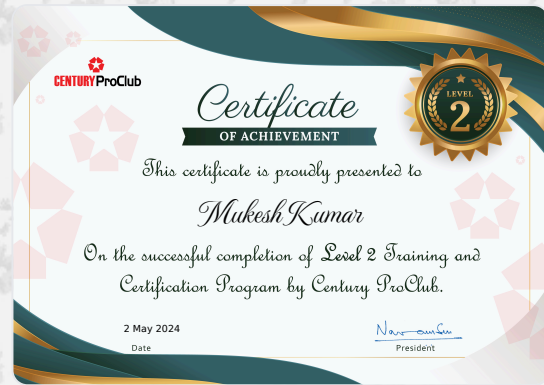 CENTURY ProClub
LEVEL
2
Certificate
OF ACHIEVEMENT
This certificate is proudly presented to
Mukesh Kumar
On the successful completion of Level 2 Training and
Certification Program by Century ProClub.
2 May 2024
Date
President